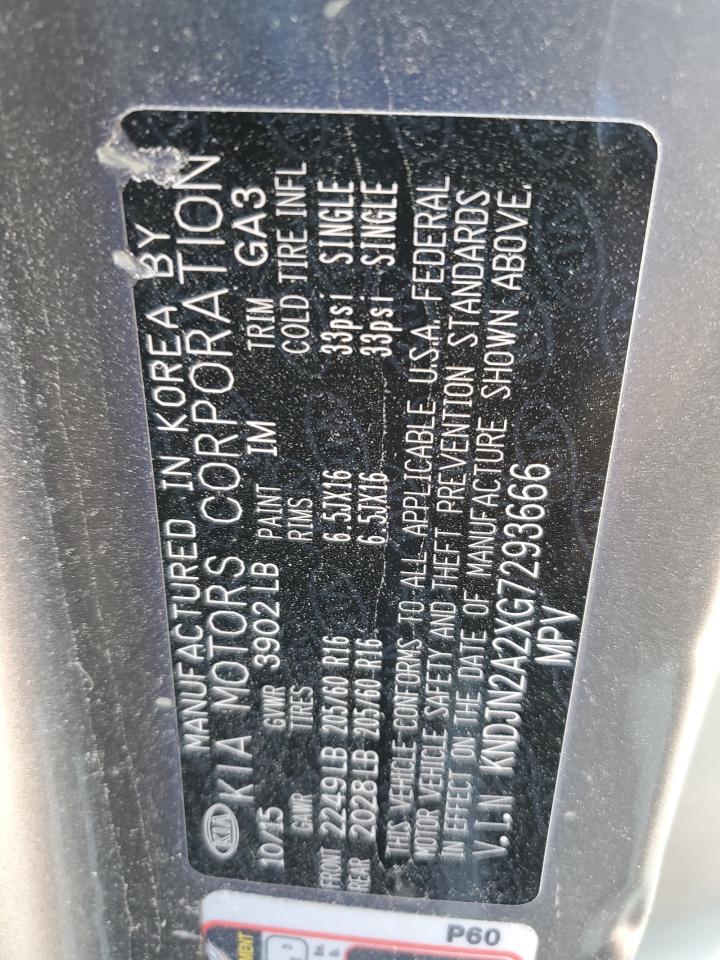 MANUFACTURED IN KOREA BY
KIA KIA MOTORS CORPORATION
10/15 GVWR 3902LB PAINT IM TRIM GA3
GAWR TIRES RIMS COLD TIRE INFL
FRONT 2249LB 205/60 R16 6.5JX16 33psi SINGLE
REAR 2028LB 205/60 R16 6.5JX16 33psi SINGLE
THIS VEHICLE CONFORMS TO ALL APPLICABLE U.S.A. FEDERAL
MOTOR VEHICLE SAFETY AND THEFT PREVENTION STANDARDS
IN EFFECT ON THE DATE OF MANUFACTURE SHOWN ABOVE.
V.I.N KNDJN2A2XG7293666
MPV
P60